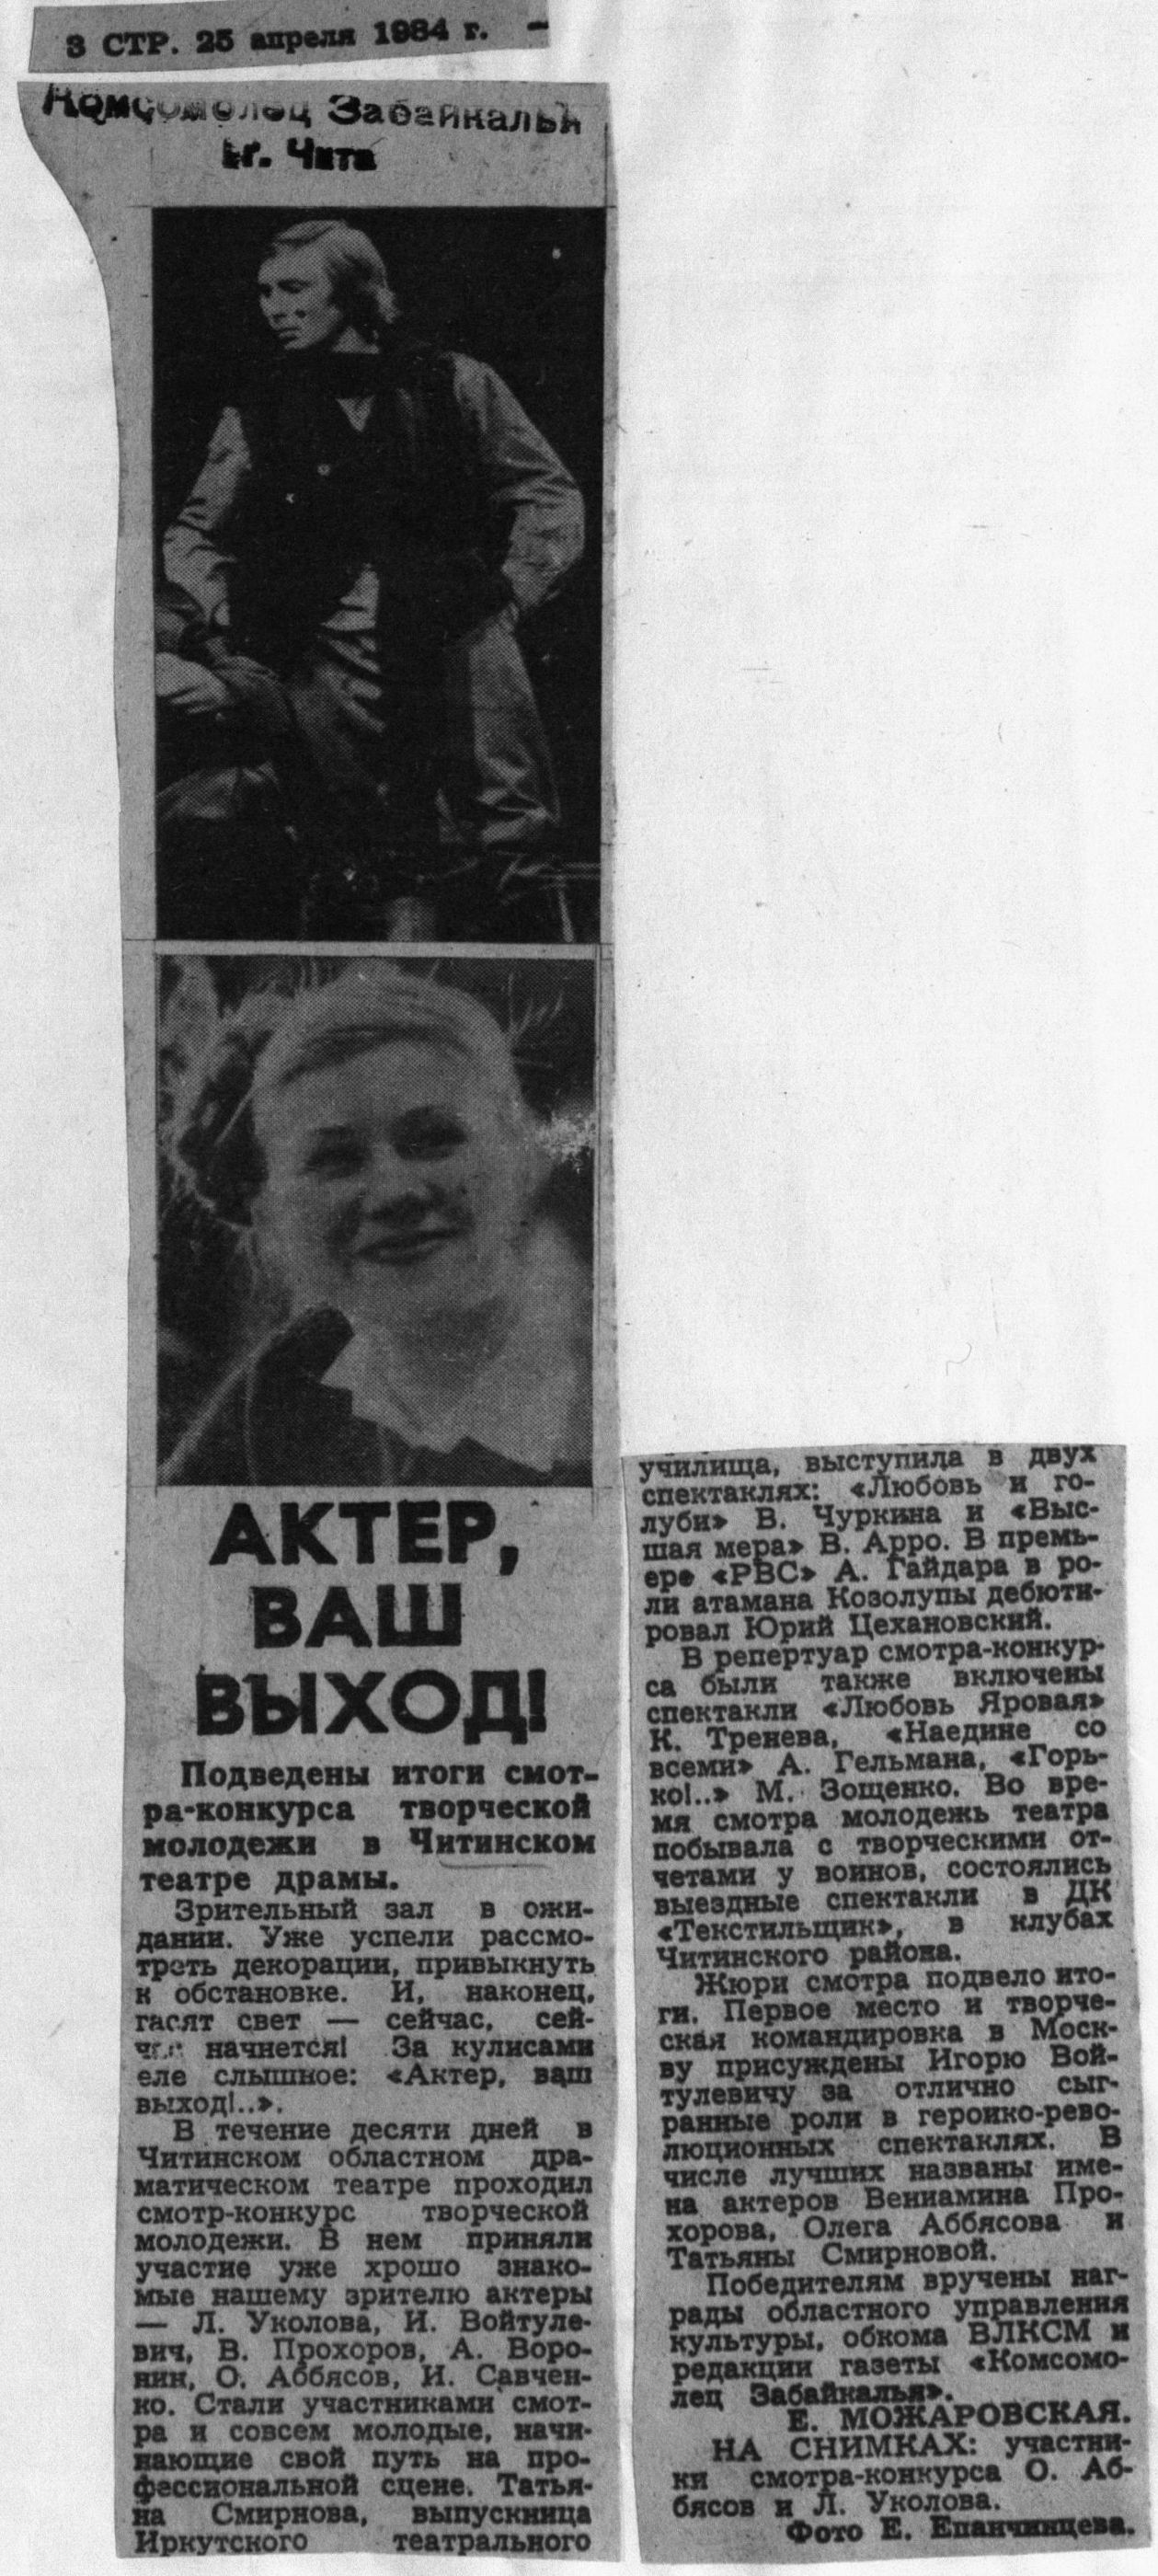 3 СТР. 25 апреля 1984 г. —
Комсомолец Забайкалья
г. Чита
АКТЕР,
ВАШ
ВЫХОД!
Подведены итоги смот-
ра-конкурса творческой
молодежи в Читинском
театре драмы.
Зрительный зал в ожи-
дании. Уже успели рассмо-
треть декорации, привыкнуть
к обстановке. И, наконец,
гасят свет — сейчас, сей-
час начнется! За кулисами
еле слышное: «Актер, ваш
выход!..».
В течение десяти дней в
Читинском областном дра-
матическом театре проходил
смотр-конкурс творческой
молодежи. В нем приняли
участие уже хрошо знако-
мые нашему зрителю актеры
— Л. Уколова, И. Войтуле-
вич, В. Прохоров, А. Воро-
нин, О. Аббясов, И. Савчен-
ко. Стали участниками смот-
ра и совсем молодые, начи-
нающие свой путь на про-
фессиональной сцене. Татья-
на Смирнова, выпускница
Иркутского театрального
училища, выступила в двух
спектаклях: «Любовь и го-
луби» В. Чуркина и «Выс-
шая мера» В. Арро. В премь-
ере «РВС» А. Гайдара в ро-
ли атамана Козолупы дебюти-
ровал Юрий Цехановский.
В репертуар смотра-конкур-
са были также включены
спектакли «Любовь Яровая»
К. Тренева, «Наедине со
всеми» А. Гельмана, «Горь-
ко!..» М. Зощенко. Во вре-
мя смотра молодежь театра
побывала с творческими от-
четами у воинов, состоялись
выездные спектакли в ДК
«Текстильщик», в клубах
Читинского района.
Жюри смотра подвело ито-
ги. Первое место и творче-
ская командировка в Моск-
ву присуждены Игорю Вой-
тулевичу за отлично сыг-
ранные роли в героико-рево-
люционных спектаклях. В
числе лучших названы име-
на актеров Вениамина Про-
хорова, Олега Аббясова и
Татьяны Смирновой.
Победителям вручены наг-
рады областного управления
культуры, обкома ВЛКСМ и
редакции газеты «Комсомо-
лец Забайкалья».
Е. МОЖАРОВСКАЯ.
НА СНИМКАХ: участни-
ки смотра-конкурса О. Аб-
бясов и Л. Уколова.
Фото Е. Епанчинцева.